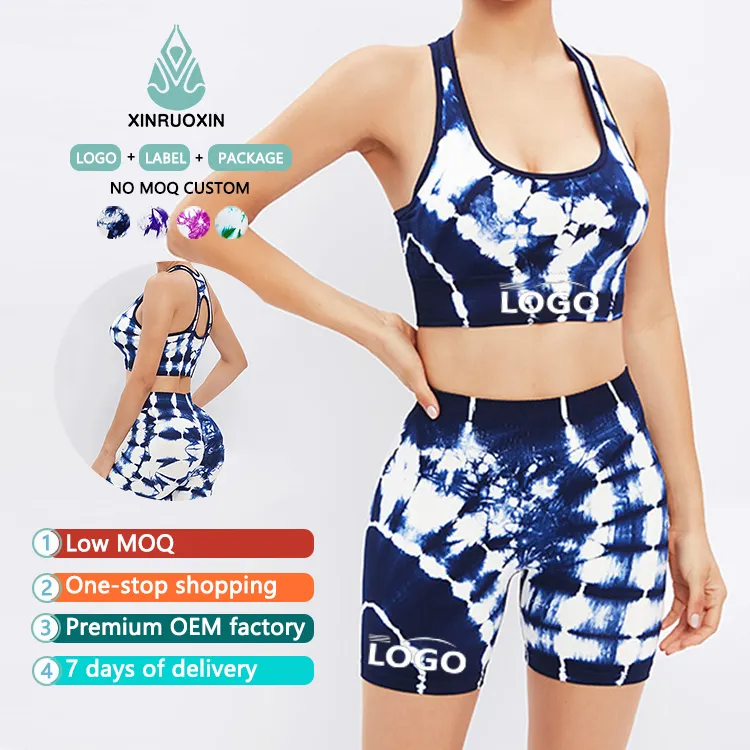 XINRUOXIN
LOGO + LABEL + PACKAGE
NO MOQ CUSTOM
LOGO
1 Low MOQ
2 One-stop shopping
3 Premium OEM factory
4 7 days of delivery
LOGO